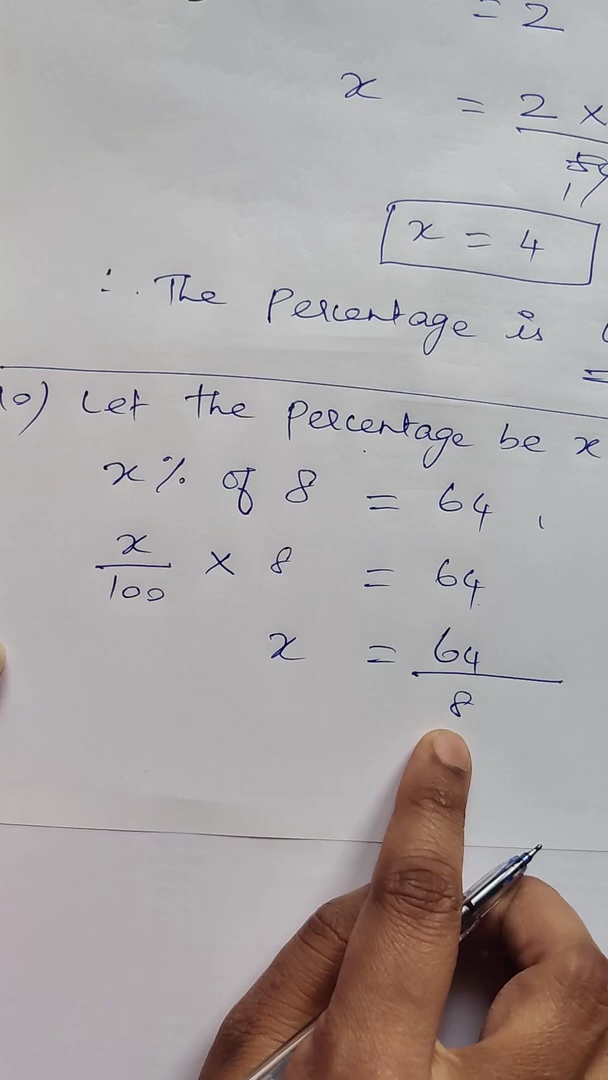 = 2
x = 2 ×
x = 4
∴ The Percentage is
10) Let the percentage be x
x% of 8 = 64,
x/100 × 8 = 64
x = 64/8